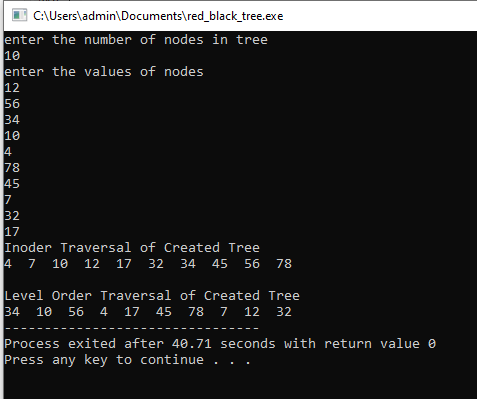 C:\Users\admin\Documents\red_black_tree.exe
enter the number of nodes in tree
10
enter the values of nodes
12
56
34
10
4
78
45
7
32
17
Inoder Traversal of Created Tree
4  7  10  12  17  32  34  45  56  78
Level Order Traversal of Created Tree
34  10  56  4  17  45  78  7  12  32
--------------------------------
Process exited after 40.71 seconds with return value 0
Press any key to continue . . .